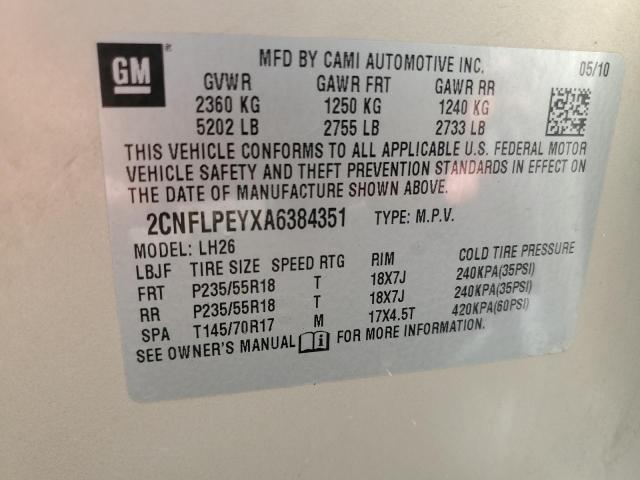 GM ®
MFD BY CAMI AUTOMOTIVE INC. 05/10
GVWR GAWR FRT GAWR RR
2360 KG 1250 KG 1240 KG
5202 LB 2755 LB 2733 LB
THIS VEHICLE CONFORMS TO ALL APPLICABLE U.S. FEDERAL MOTOR
VEHICLE SAFETY AND THEFT PREVENTION STANDARDS IN EFFECT ON
THE DATE OF MANUFACTURE SHOWN ABOVE.
2CNFLPEYXA6384351 TYPE: M.P.V.
MODEL: LH26
LBJF TIRE SIZE SPEED RTG RIM COLD TIRE PRESSURE
FRT P235/55R18 T 18X7J 240KPA(35PSI)
RR P235/55R18 T 18X7J 240KPA(35PSI)
SPA T145/70R17 M 17X4.5T 420KPA(60PSI)
SEE OWNER'S MANUAL i FOR MORE INFORMATION.